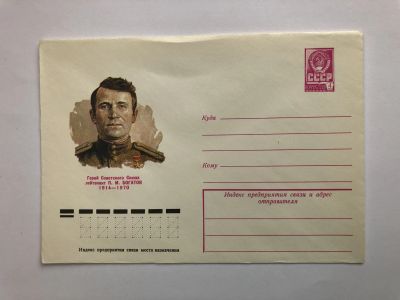 СССР
4
Куда
Кому
Герой Советского Союза
лейтенант П. И. БОГАТОВ
1914—1970
Индекс предприятия связи и адрес
отправителя
Индекс предприятия связи места назначения